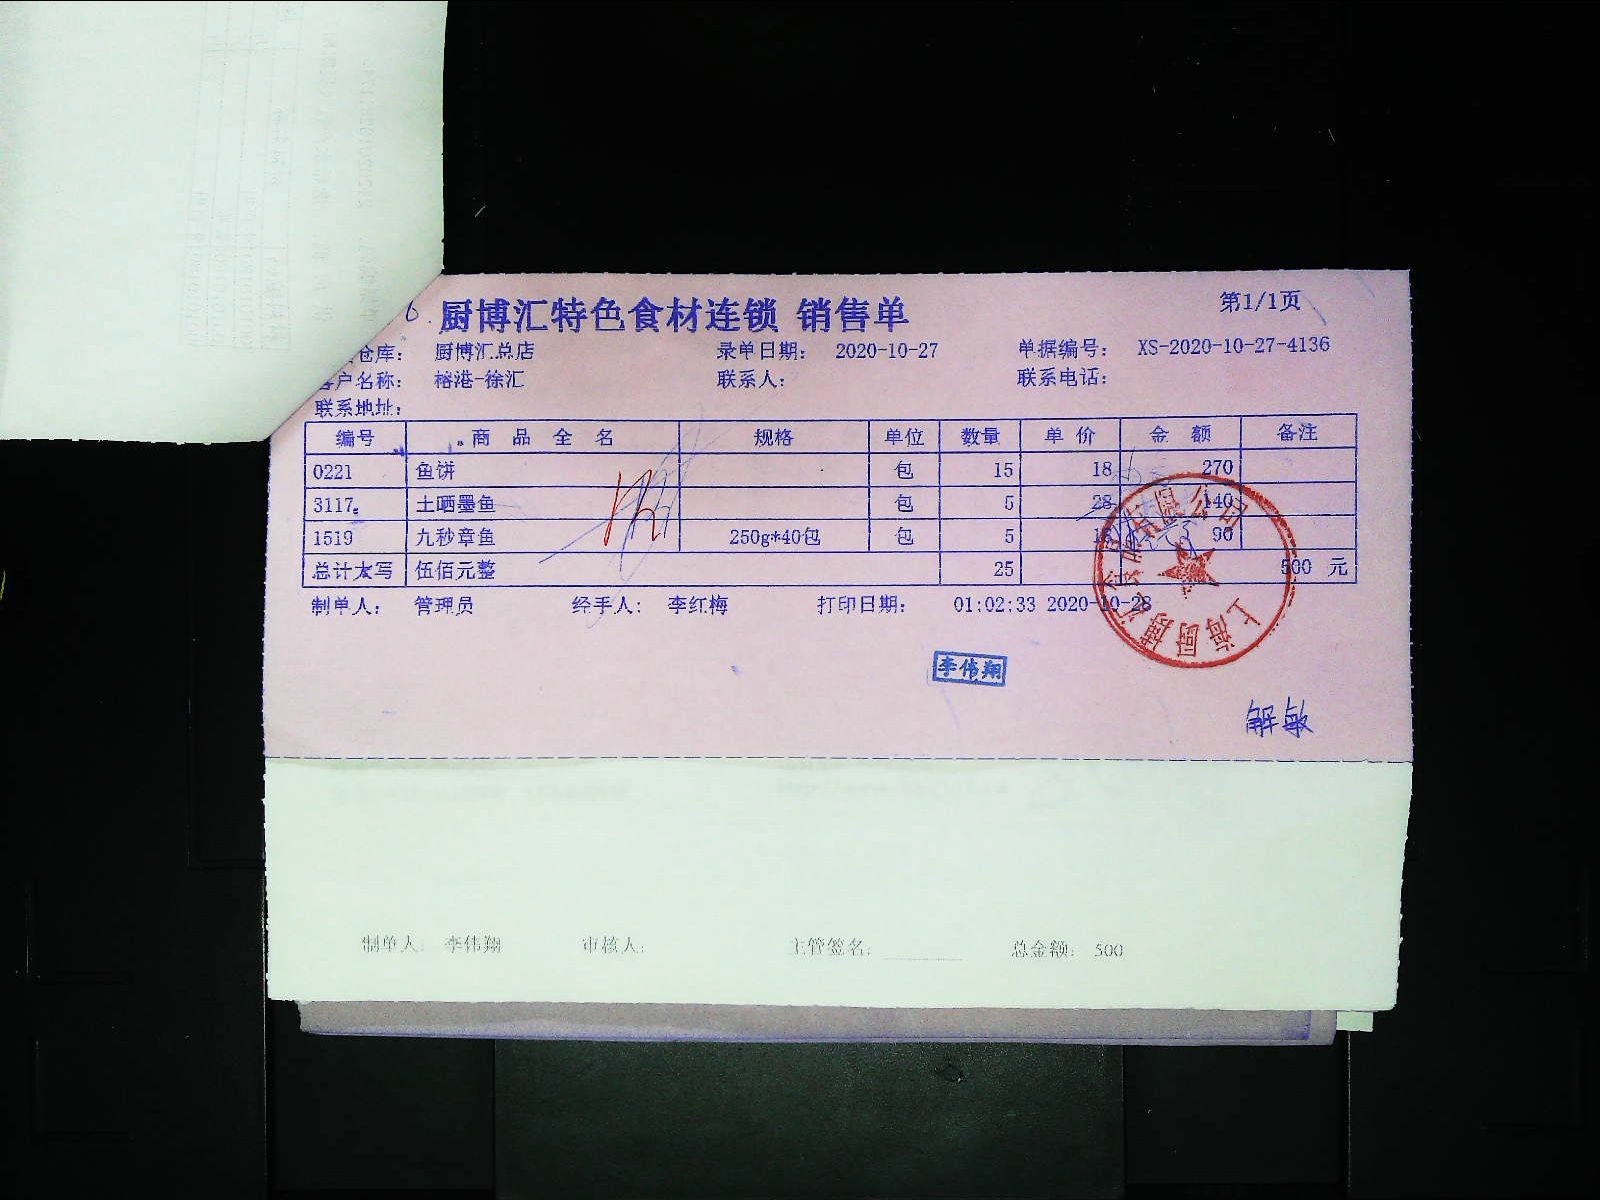 厨博汇特色食材连锁 销售单
第1/1页
仓库： 厨博汇总店 录单日期： 2020-10-27 单据编号： XS-2020-10-27-4136
客户名称： 榕港-徐汇 联系人： 联系电话：
联系地址：
编号 商 品 全 名 规格 单位 数量 单 价 金 额 备注
0221 鱼饼 包 15 18 270
3117 土晒墨鱼 包 5 28 140
1519 九秒章鱼 250g*40包 包 5 18 90
总计大写 伍佰元整 25 500 元
制单人： 管理员 经手人： 李红梅 打印日期： 01:02:33 2020-10-28
李伟翔
解敏
制单人: 李伟翔 审核人: 主管签名: 总金额: 500